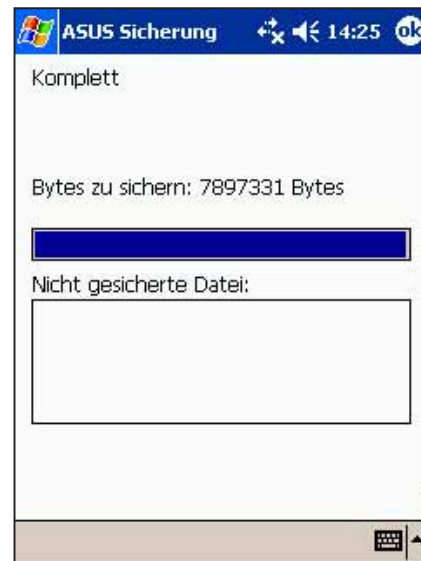 ASUS Sicherung 14:25 ok
Komplett
Bytes zu sichern: 7897331 Bytes
Nicht gesicherte Datei: